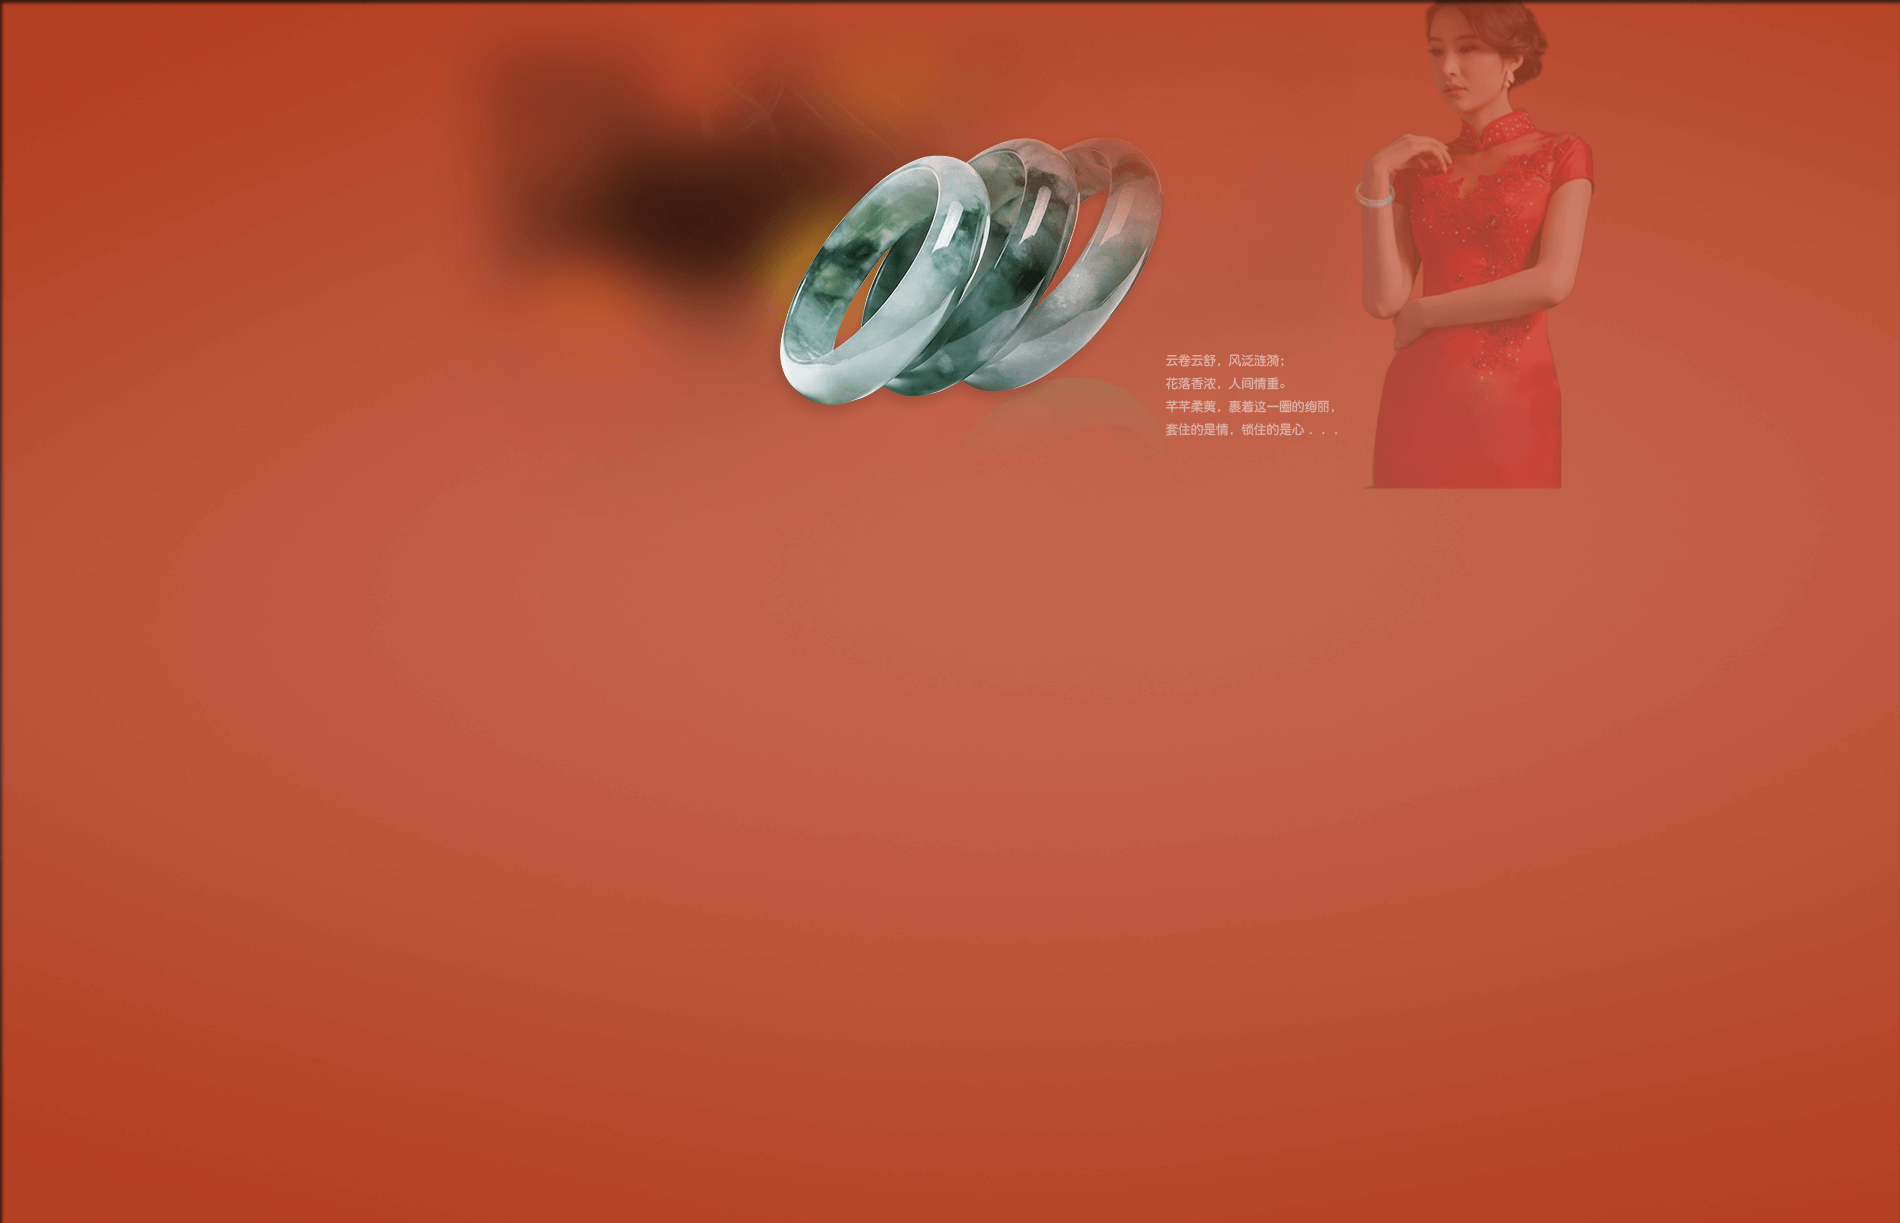 云卷云舒，风泛涟漪；
花落香浓，人间情重。
芊芊柔荑，裹着这一圈的绚丽，
套住的是情，锁住的是心．．．